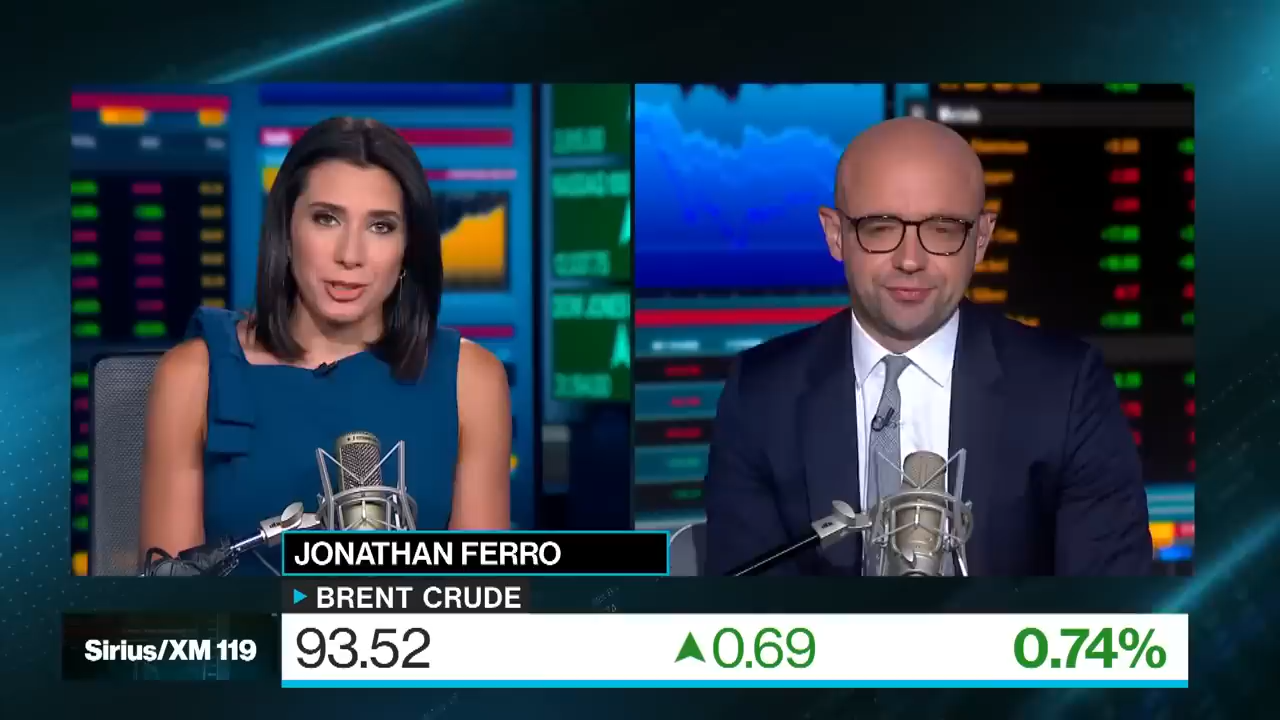 JONATHAN FERRO
BRENT CRUDE
Sirius/XM 119
93.52
0.69
0.74%